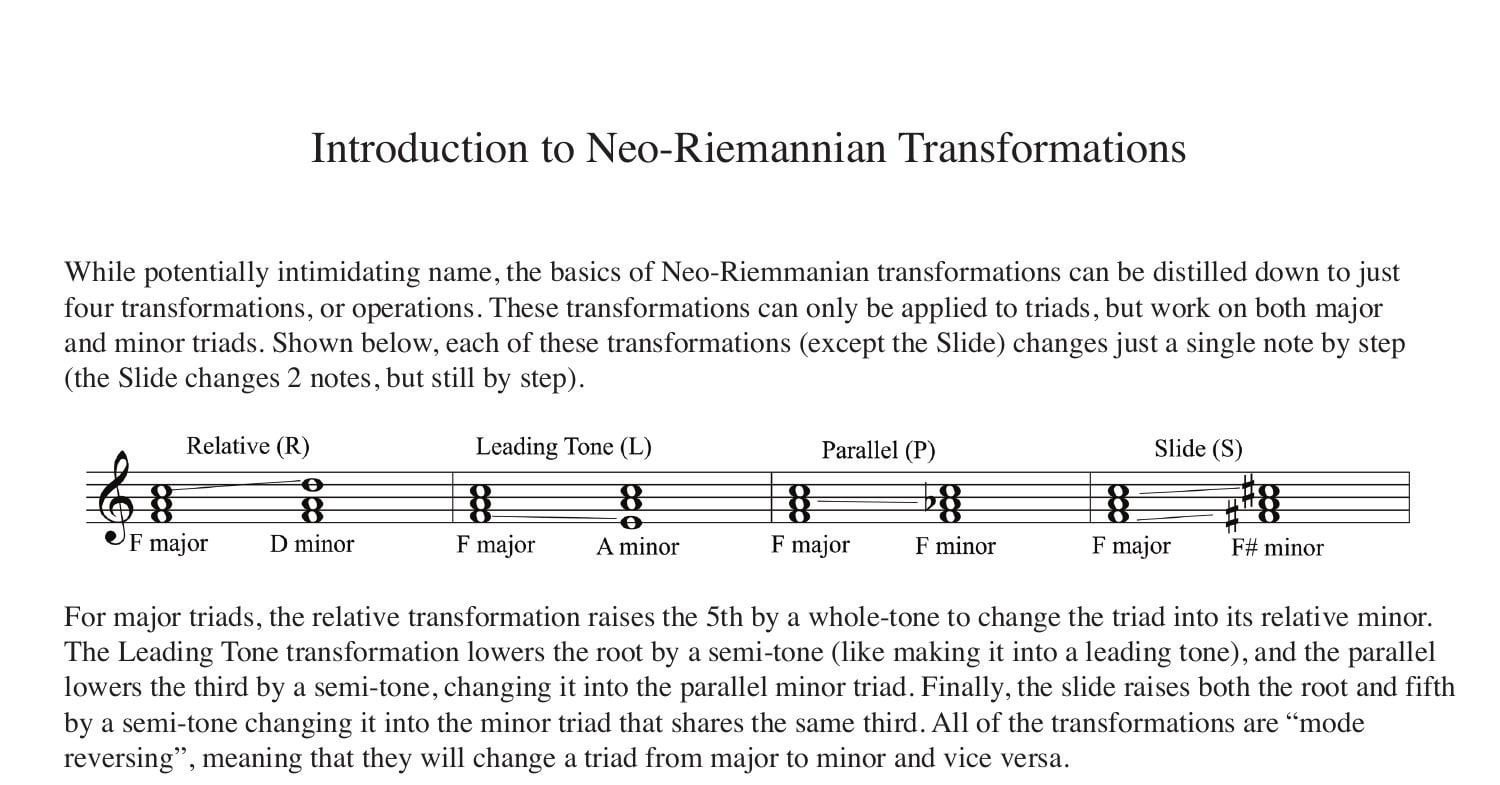 Introduction to Neo-Riemannian Transformations
While potentially intimidating name, the basics of Neo-Riemmanian transformations can be distilled down to just
four transformations, or operations. These transformations can only be applied to triads, but work on both major
and minor triads. Shown below, each of these transformations (except the Slide) changes just a single note by step
(the Slide changes 2 notes, but still by step).
Relative (R) Leading Tone (L) Parallel (P) Slide (S)
F major D minor F major A minor F major F minor F major F# minor
For major triads, the relative transformation raises the 5th by a whole-tone to change the triad into its relative minor.
The Leading Tone transformation lowers the root by a semi-tone (like making it into a leading tone), and the parallel
lowers the third by a semi-tone, changing it into the parallel minor triad. Finally, the slide raises both the root and fifth
by a semi-tone changing it into the minor triad that shares the same third. All of the transformations are “mode
reversing”, meaning that they will change a triad from major to minor and vice versa.